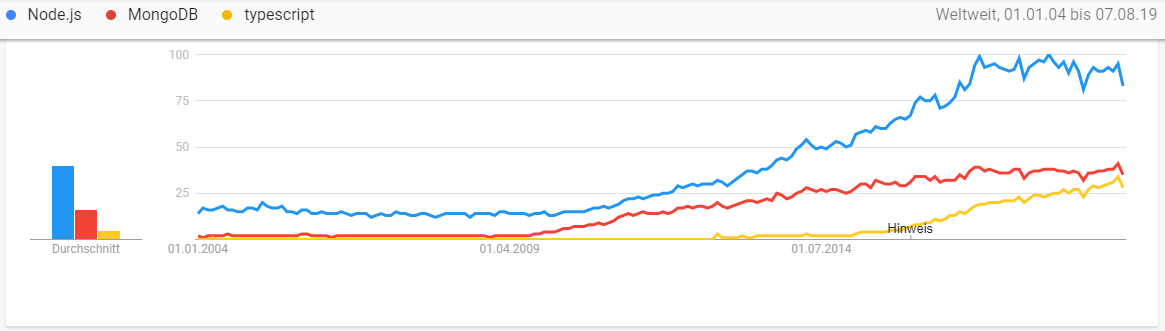 Node.js MongoDB typescript Weltweit, 01.01.04 bis 07.08.19
100
75
50
25
Hinweis
Durchschnitt 01.01.2004 01.04.2009 01.07.2014